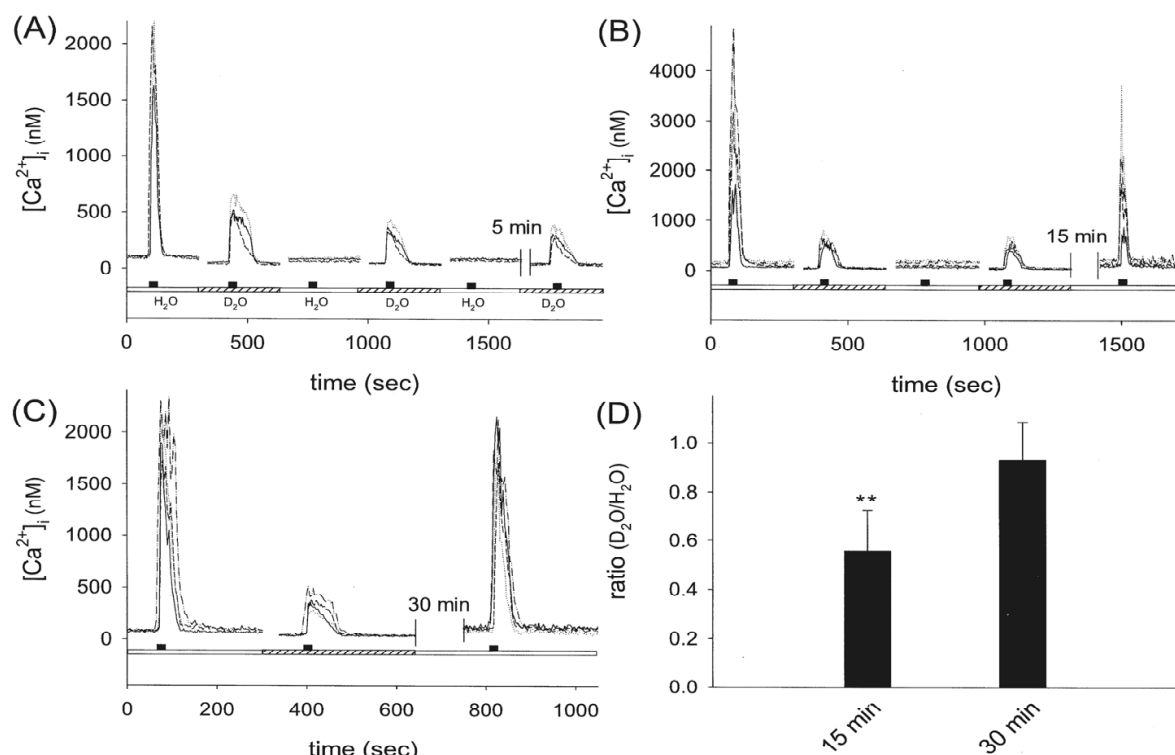 (A)
[Ca²⁺]ᵢ (nM)
2000
1500
1000
500
0
5 min
H₂O D₂O H₂O D₂O H₂O D₂O
0 500 1000 1500
time (sec)
(B)
[Ca²⁺]ᵢ (nM)
4000
3000
2000
1000
0
15 min
0 500 1000 1500
time (sec)
(C)
[Ca²⁺]ᵢ (nM)
2000
1500
1000
500
0
30 min
0 200 400 600 800 1000
time (sec)
(D)
ratio (D₂O/H₂O)
1.0
0.8
0.6
0.4
0.2
0.0
**
15 min
30 min